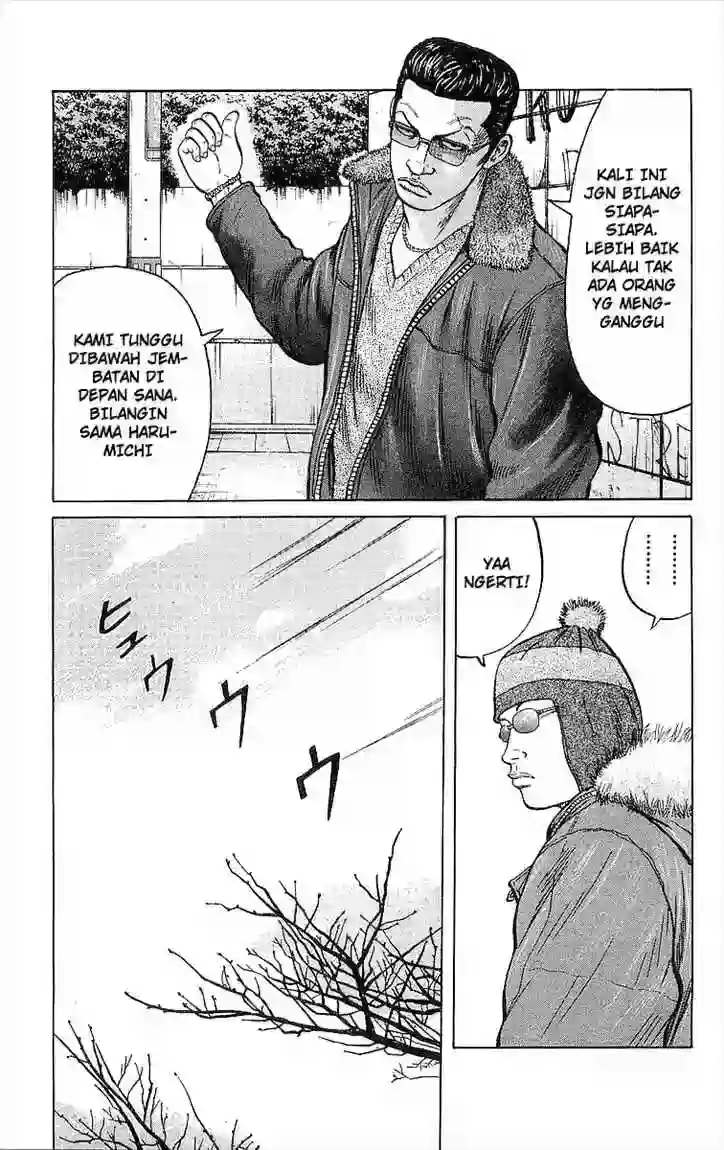 KALI INI
JGN BILANG
SIAPA-
SIAPA.
LEBIH BAIK
KALAU TAK
ADA ORANG
YG MENG-
GANGGU
KAMI TUNGGU
DIBAWAH JEM-
BATAN DI
DEPAN SANA.
BILANGIN
SAMA HARU-
MICHI
………
YAA
NGERTI!
ヒュウウウ